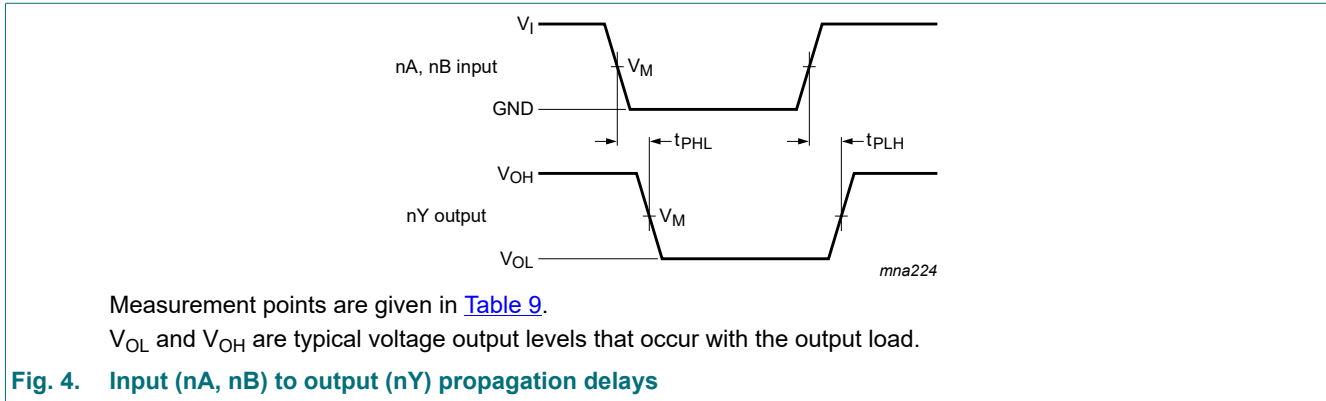 VI
nA, nB input
VM
GND
tPHL
tPLH
VOH
nY output
VM
VOL
mna224
Measurement points are given in Table 9.
VOL and VOH are typical voltage output levels that occur with the output load.
Fig. 4. Input (nA, nB) to output (nY) propagation delays